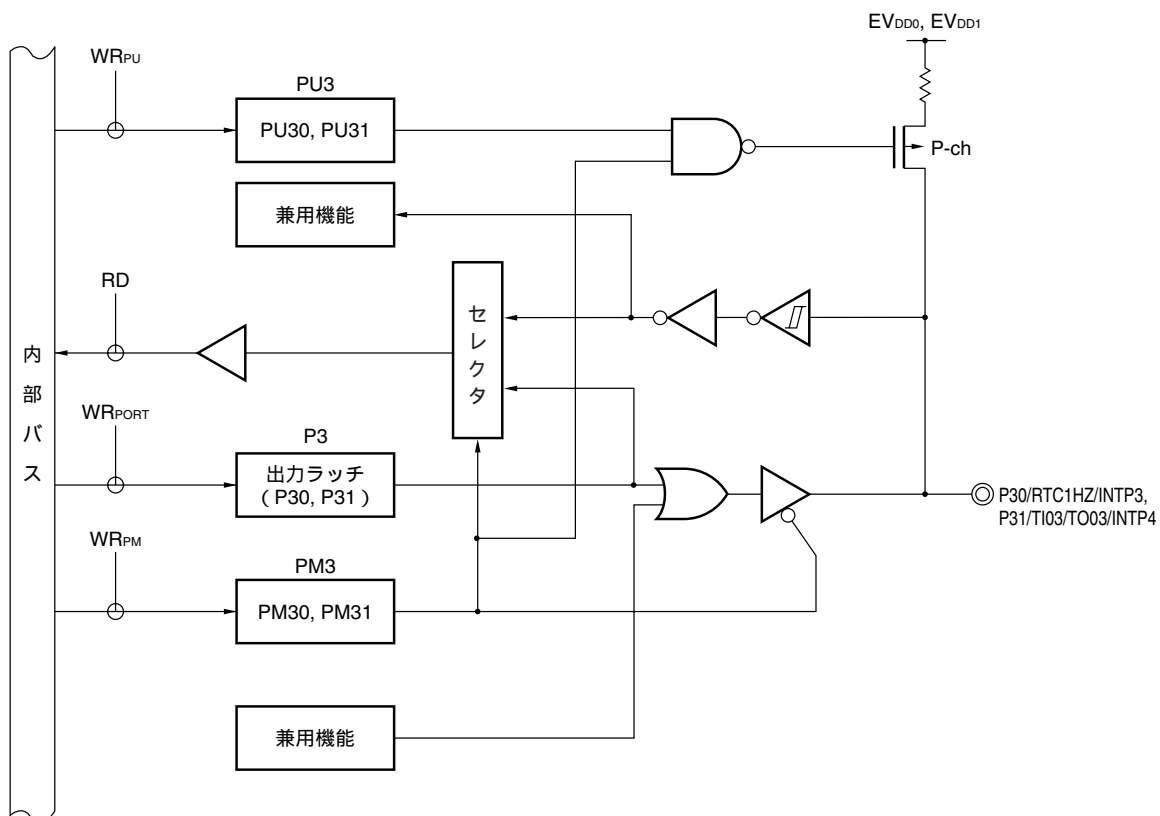 EVDD0, EVDD1
WRPU
PU3
PU30, PU31
P-ch
兼用機能
RD
セレクタ
内部バス
WRPORT
P3
出力ラッチ
（P30, P31）
P30/RTC1HZ/INTP3,
P31/TI03/TO03/INTP4
WRPM
PM3
PM30, PM31
兼用機能